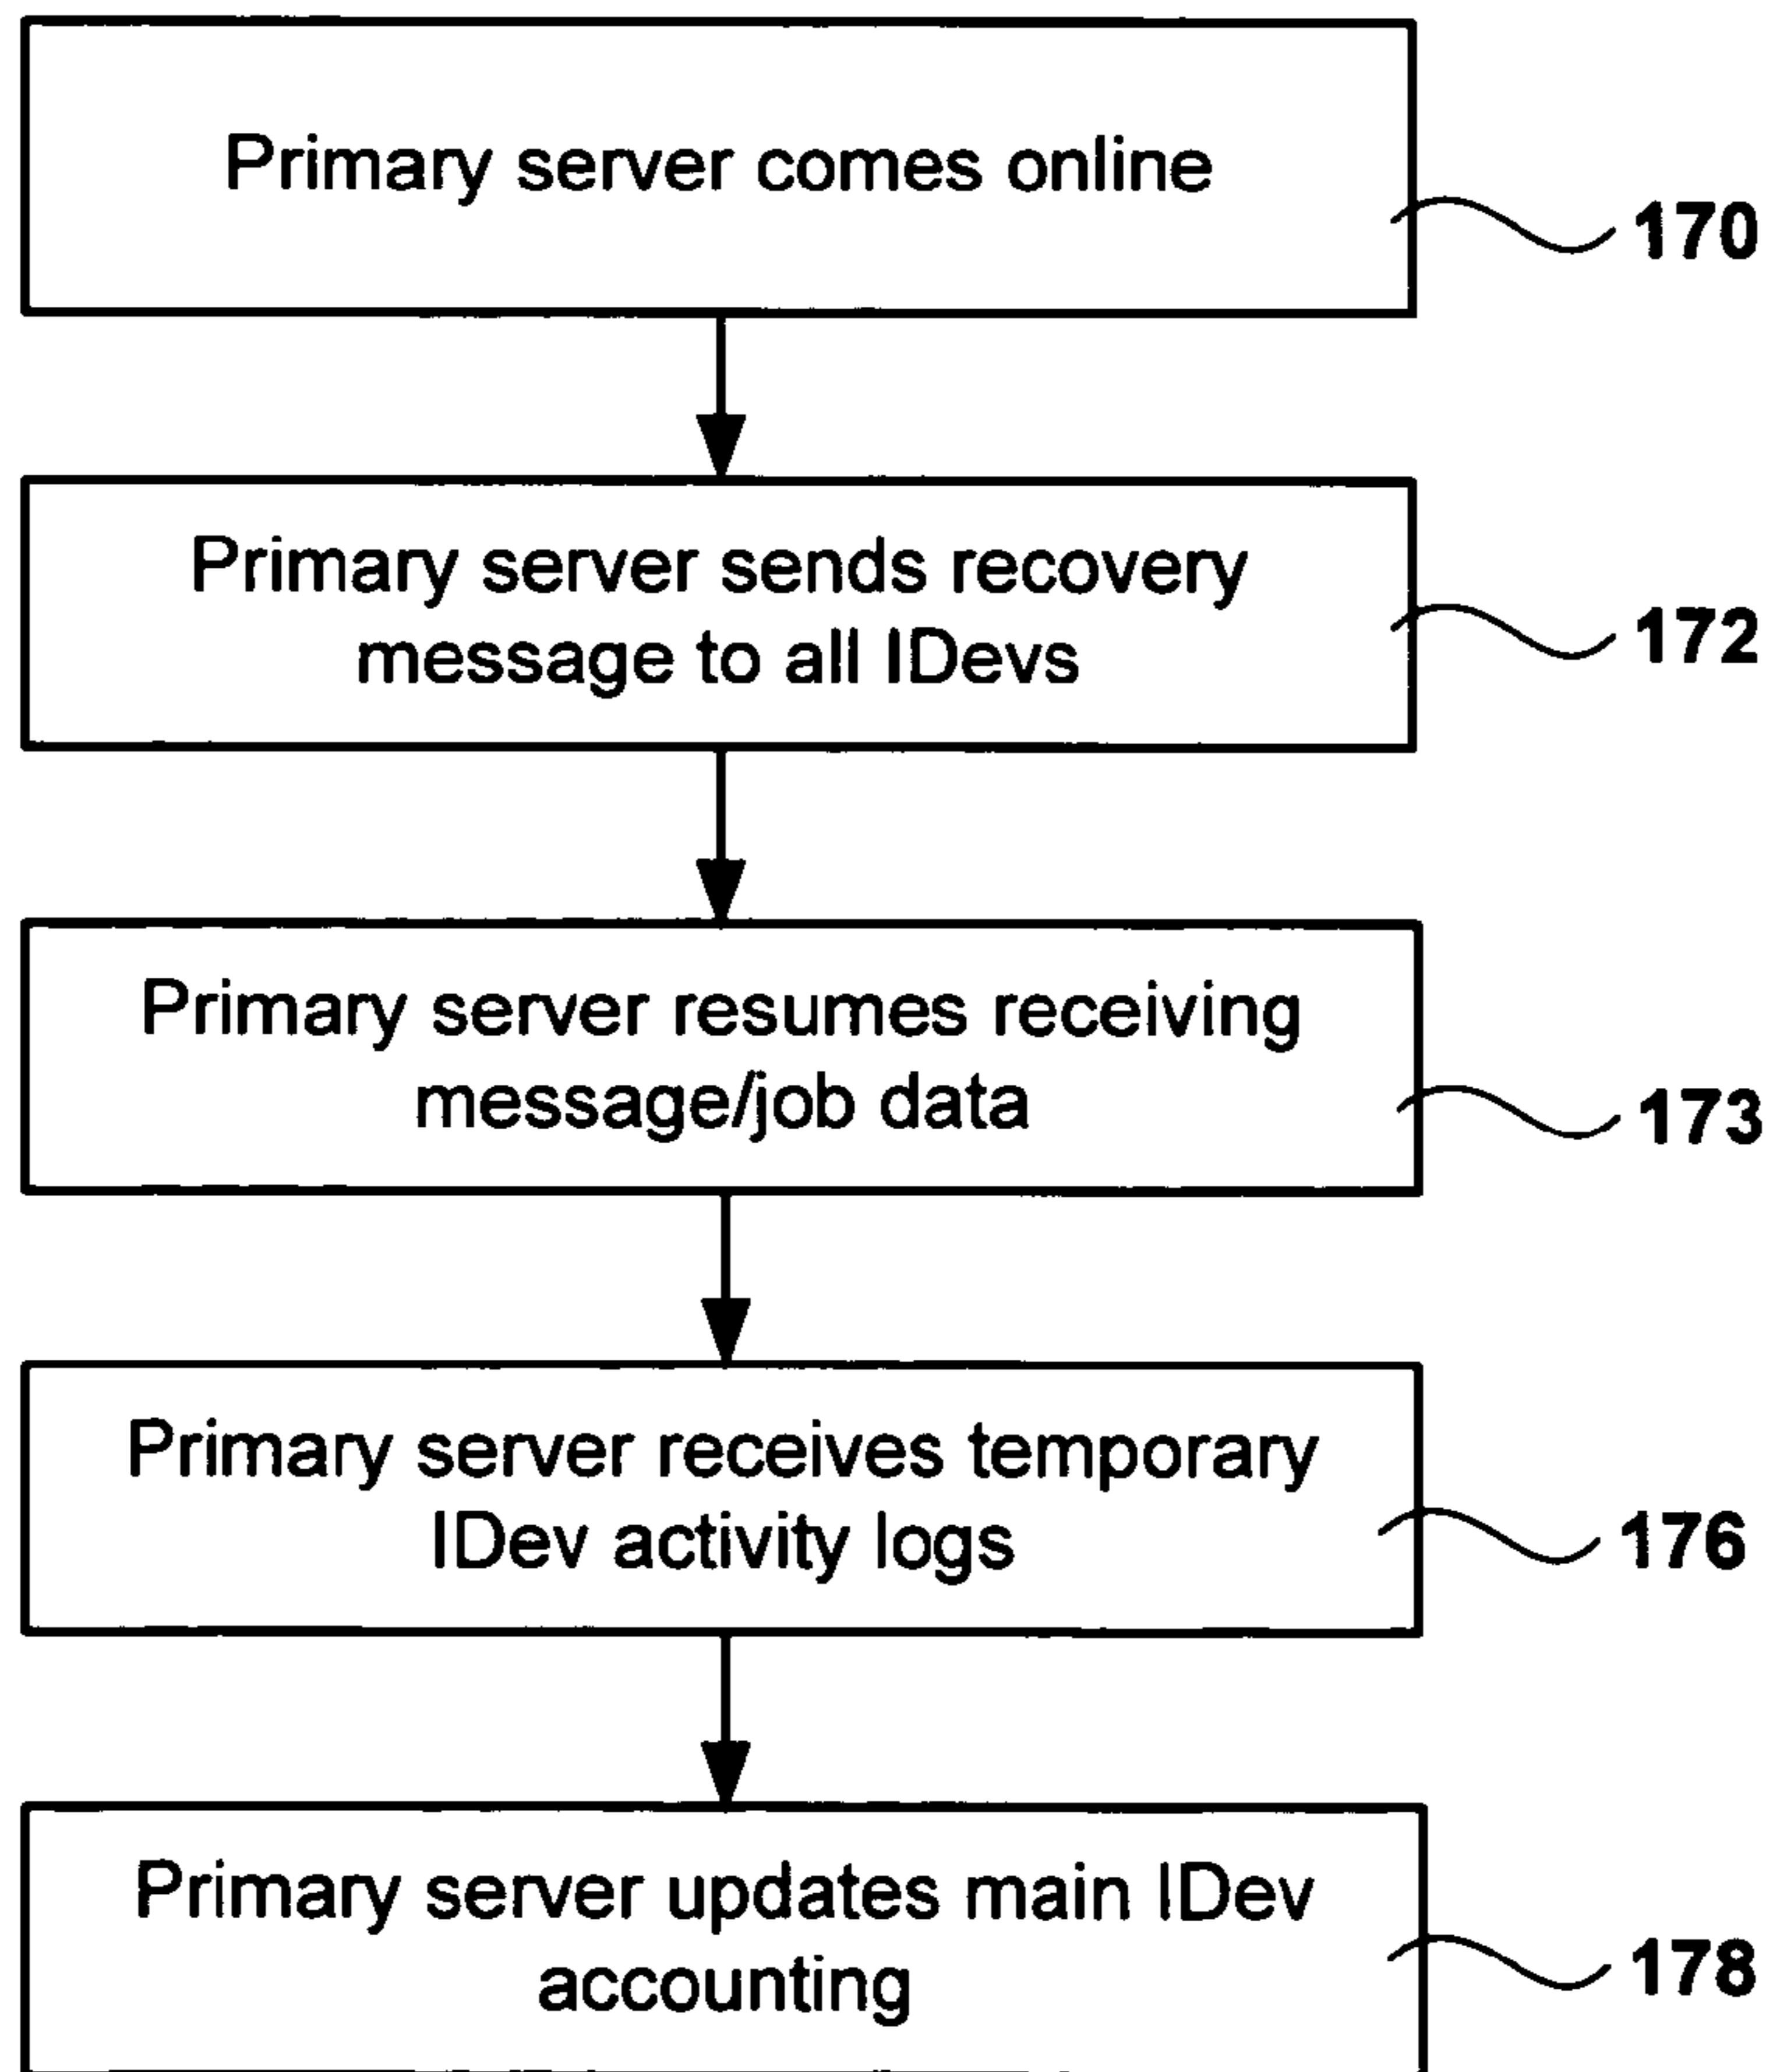 Primary server comes online
170
Primary server sends recovery
message to all IDevs
172
Primary server resumes receiving
message/job data
173
Primary server receives temporary
IDev activity logs
176
Primary server updates main IDev
accounting
178